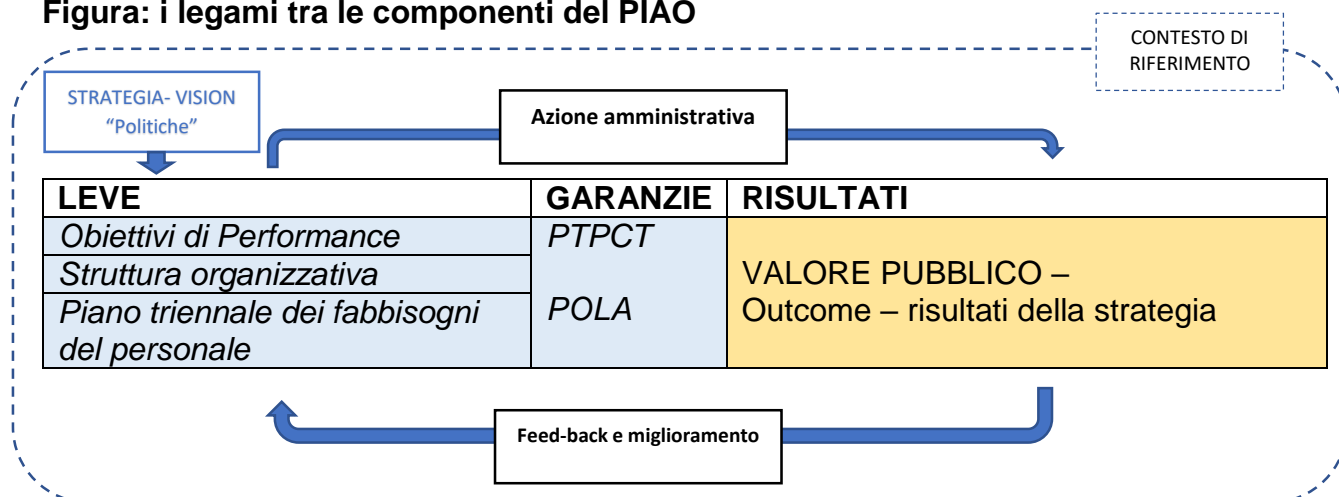 Figura: i legami tra le componenti del PIAO
CONTESTO DI
RIFERIMENTO
STRATEGIA- VISION
“Politiche”
Azione amministrativa
LEVE GARANZIE RISULTATI
Obiettivi di Performance PTPCT
Struttura organizzativa VALORE PUBBLICO –
Piano triennale dei fabbisogni POLA Outcome – risultati della strategia
del personale
Feed-back e miglioramento